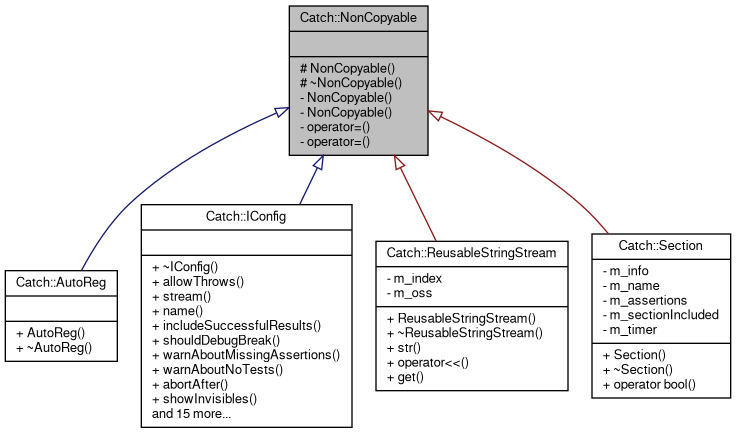 Catch::NonCopyable
# NonCopyable()
# ~NonCopyable()
- NonCopyable()
- NonCopyable()
- operator=()
- operator=()
Catch::AutoReg
+ AutoReg()
+ ~AutoReg()
Catch::IConfig
+ ~IConfig()
+ allowThrows()
+ stream()
+ name()
+ includeSuccessfulResults()
+ shouldDebugBreak()
+ warnAboutMissingAssertions()
+ warnAboutNoTests()
+ abortAfter()
+ showInvisibles()
and 15 more...
Catch::ReusableStringStream
- m_index
- m_oss
+ ReusableStringStream()
+ ~ReusableStringStream()
+ str()
+ operator<<()
+ get()
Catch::Section
- m_info
- m_name
- m_assertions
- m_sectionIncluded
- m_timer
+ Section()
+ ~Section()
+ operator bool()